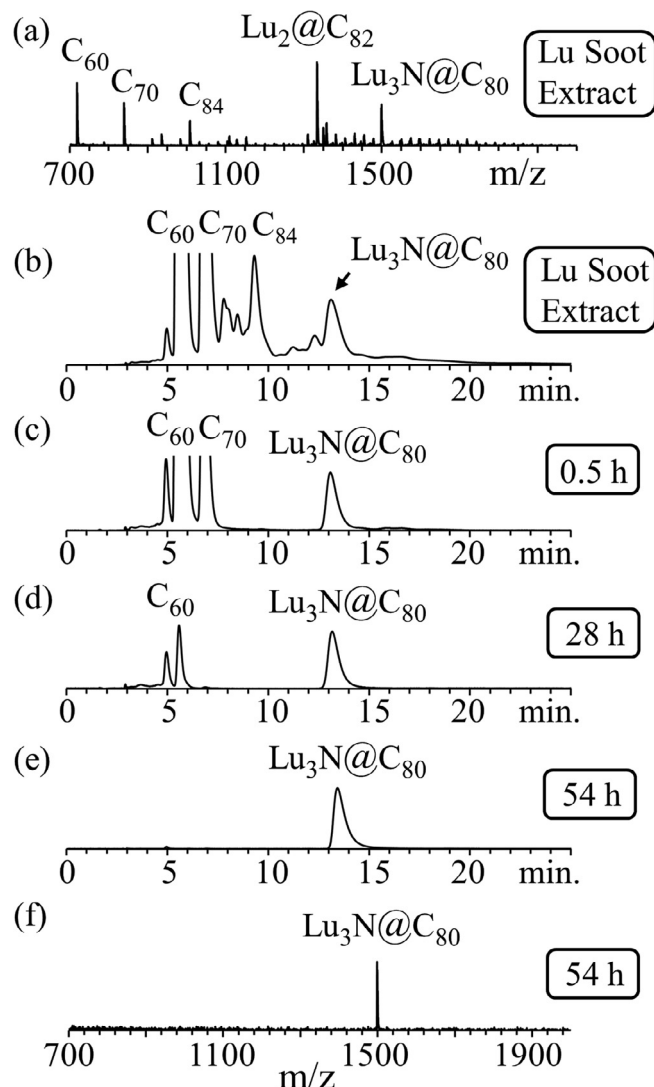 (a)
C₆₀
C₇₀
C₈₄
Lu₂@C₈₂
Lu₃N@C₈₀
Lu Soot
Extract
700 1100 1500 m/z
(b)
C₆₀ C₇₀ C₈₄
Lu₃N@C₈₀
Lu Soot
Extract
0 5 10 15 20 min.
(c)
C₆₀ C₇₀
Lu₃N@C₈₀
0.5 h
0 5 10 15 20 min.
(d)
C₆₀
Lu₃N@C₈₀
28 h
0 5 10 15 20 min.
(e)
Lu₃N@C₈₀
54 h
0 5 10 15 20 min.
(f)
Lu₃N@C₈₀
54 h
700 1100 1500 1900
m/z